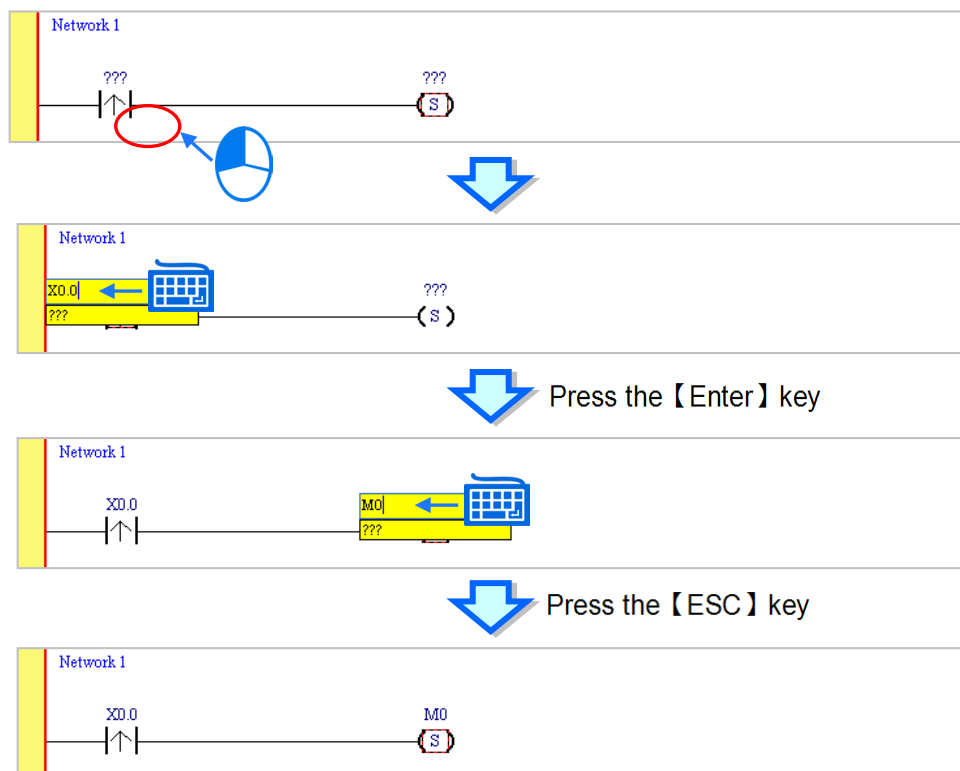 Network 1
??? ???
S
Network 1
X0.0 ???
??? S
Press the【Enter】key
Network 1
X0.0 M0
???
Press the【ESC】key
Network 1
X0.0 M0
S